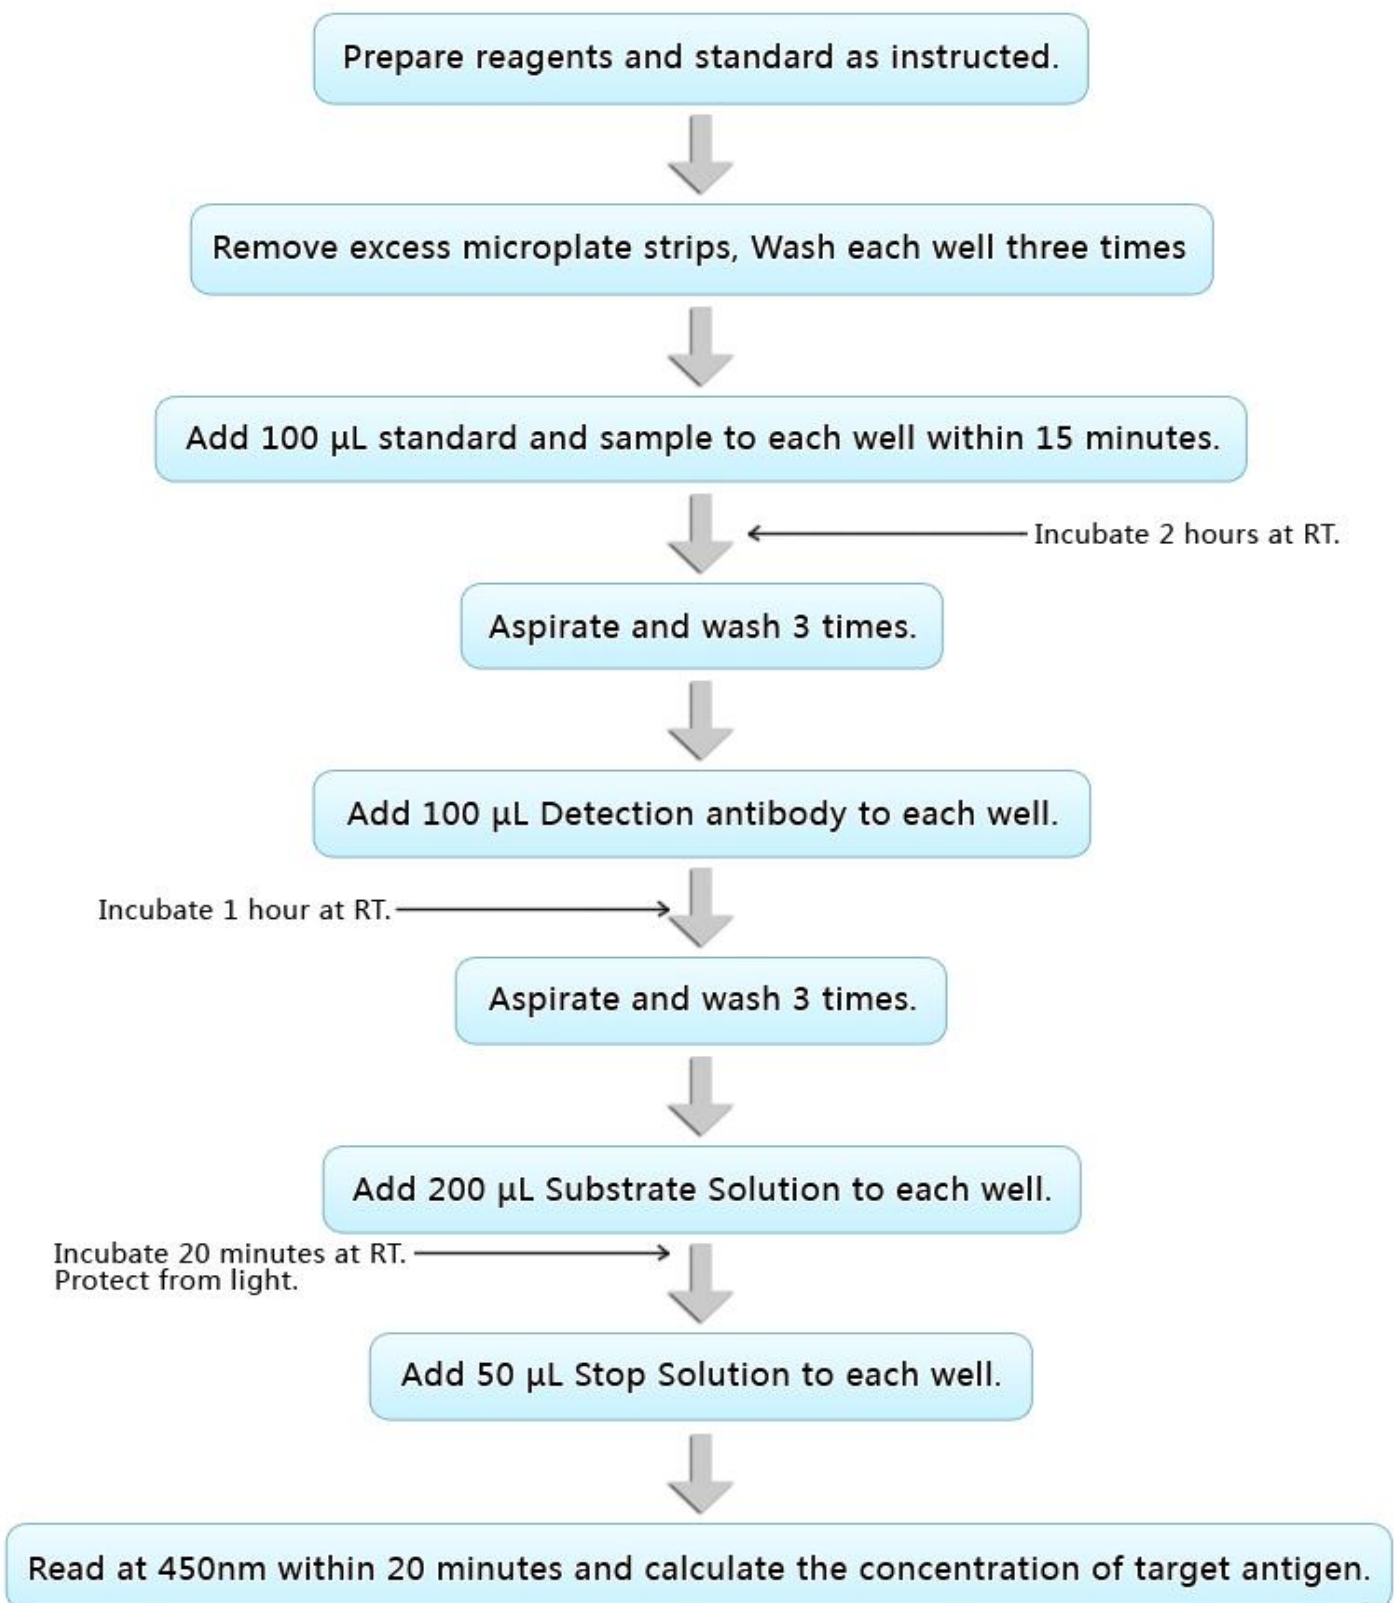 Prepare reagents and standard as instructed.
Remove excess microplate strips, Wash each well three times
Add 100 µL standard and sample to each well within 15 minutes.
Incubate 2 hours at RT.
Aspirate and wash 3 times.
Add 100 µL Detection antibody to each well.
Incubate 1 hour at RT.
Aspirate and wash 3 times.
Add 200 µL Substrate Solution to each well.
Incubate 20 minutes at RT.
Protect from light.
Add 50 µL Stop Solution to each well.
Read at 450nm within 20 minutes and calculate the concentration of target antigen.